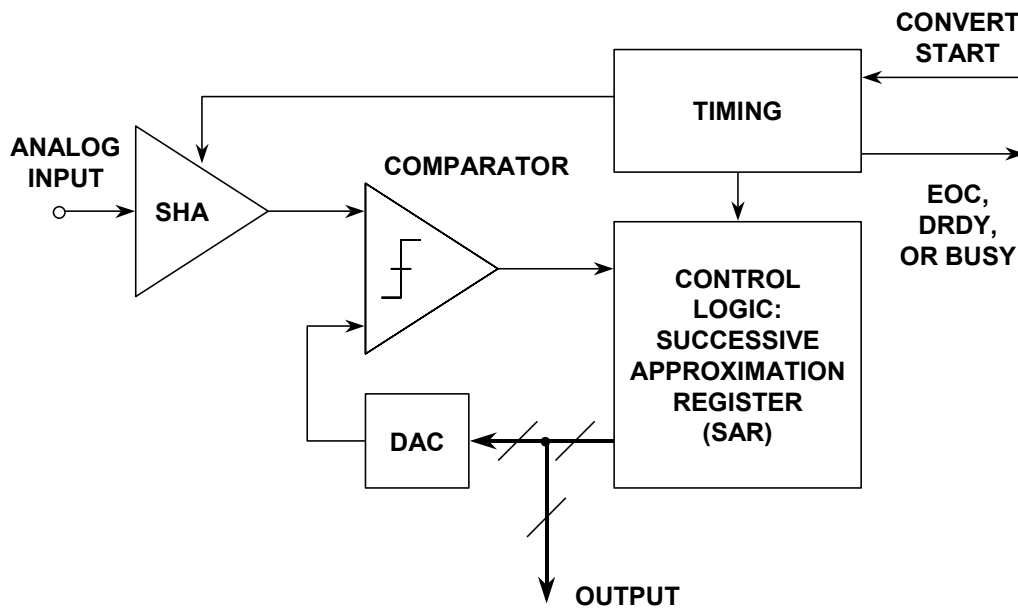 CONVERT
START
TIMING
ANALOG
INPUT
COMPARATOR
SHA
EOC,
DRDY,
OR BUSY
CONTROL
LOGIC:
SUCCESSIVE
APPROXIMATION
REGISTER
(SAR)
DAC
OUTPUT